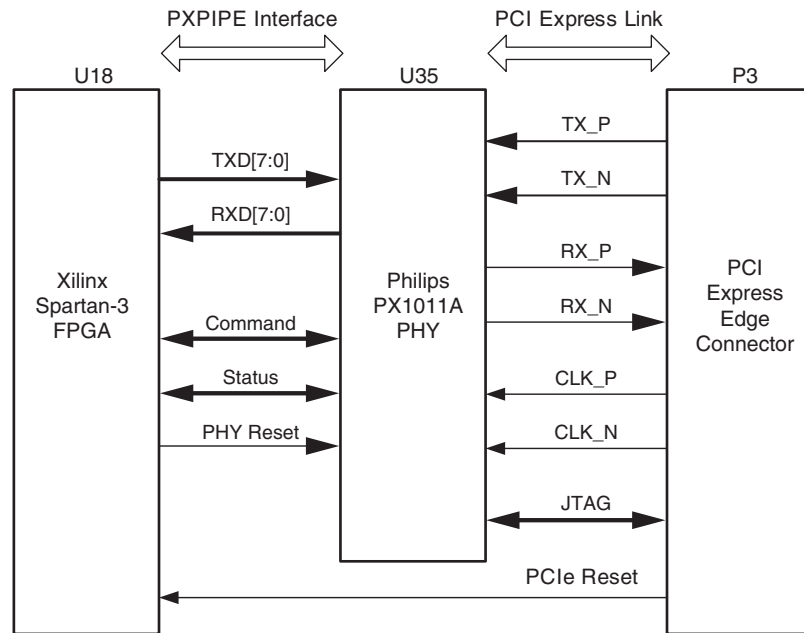 PXPIPE Interface
PCI Express Link
U18
U35
P3
TX_P
TXD[7:0]
TX_N
RXD[7:0]
RX_P
Xilinx
Spartan-3
FPGA
Philips
PX1011A
PHY
PCI
Express
Edge
Connector
RX_N
Command
Status
CLK_P
PHY Reset
CLK_N
JTAG
PCIe Reset